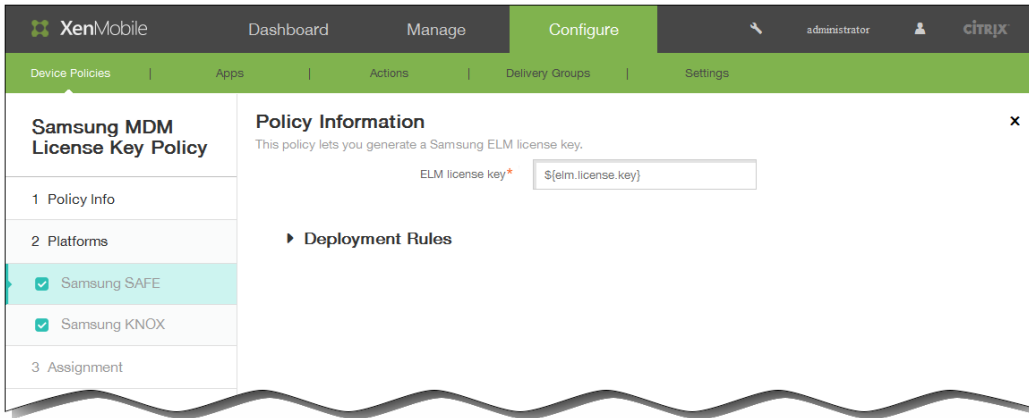 XenMobile Dashboard Manage Configure administrator CİTRIX
Device Policies | Apps | Actions | Delivery Groups | Settings
Samsung MDM
License Key Policy
1 Policy Info
2 Platforms
Samsung SAFE
Samsung KNOX
3 Assignment
Policy Information
This policy lets you generate a Samsung ELM license key.
ELM license key* ${elm.license.key}
Deployment Rules